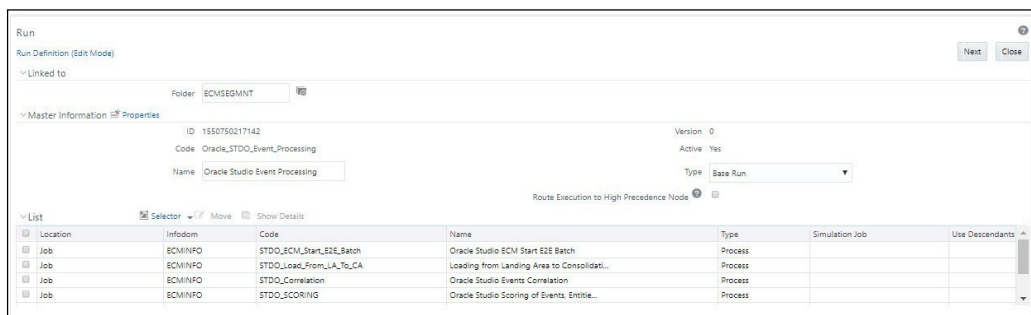 Run
Run Definition (Edit Mode)
Next Close
Linked to
Folder ECMSEGMNT
Master Information Properties
ID 1550750217142 Version 0
Code Oracle_STDO_Event_Processing Active Yes
Name Oracle Studio Event Processing Type Base Run
Route Execution to High Precedence Node
List Selector Move Show Details
Location Infodom Code Name Type Simulation Job Use Descendants
Job ECMINFO STDO_ECM_Start_E2E_Batch Oracle Studio ECM Start E2E Batch Process
Job ECMINFO STDO_Load_From_LA_To_CA Loading from Landing Area to Consolidati... Process
Job ECMINFO STDO_Correlation Oracle Studio Events Correlation Process
Job ECMINFO STDO_SCORING Oracle Studio Scoring of Events, Entitie... Process